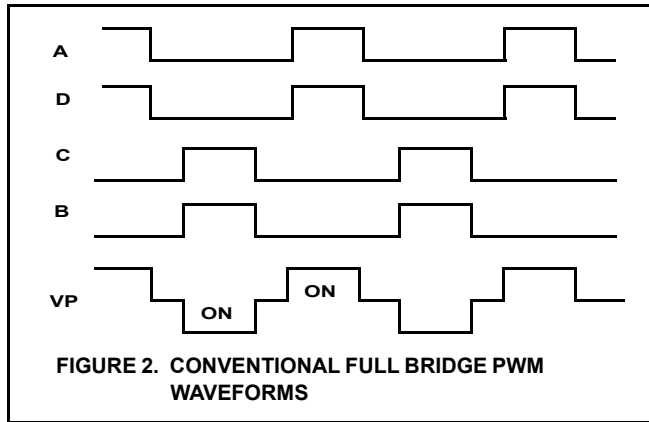 A
D
C
B
VP
ON
ON
FIGURE 2. CONVENTIONAL FULL BRIDGE PWM
WAVEFORMS